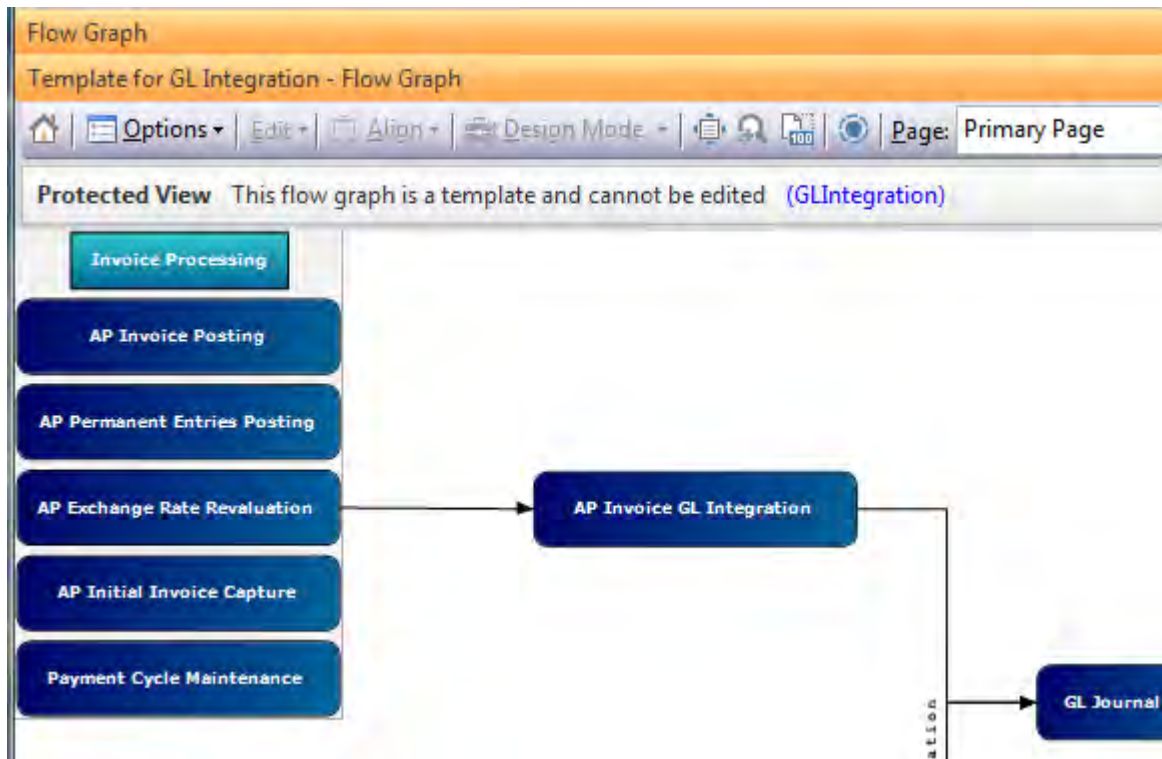 Flow Graph
Template for GL Integration - Flow Graph
Options Edit Align Design Mode 100 Page: Primary Page
Protected View This flow graph is a template and cannot be edited (GLIntegration)
Invoice Processing
AP Invoice Posting
AP Permanent Entries Posting
AP Exchange Rate Revaluation
AP Invoice GL Integration
AP Initial Invoice Capture
Payment Cycle Maintenance
GL Journal
ation